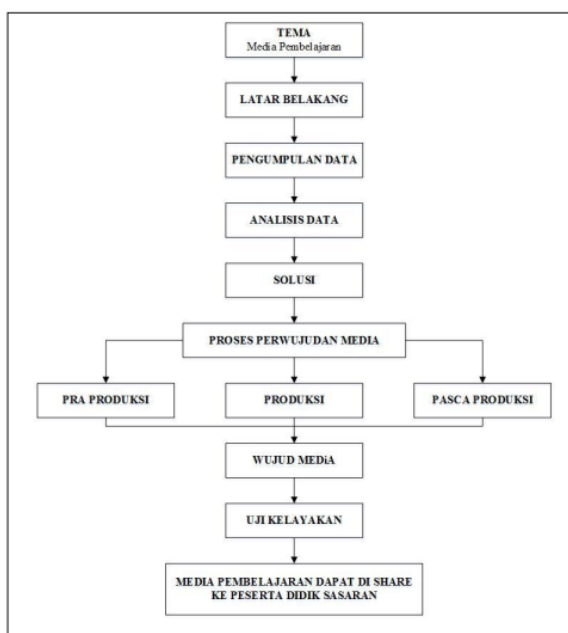 TEMA
Media Pembelajaran
LATAR BELAKANG
PENGUMPULAN DATA
ANALISIS DATA
SOLUSI
PROSES PERWUJUDAN MEDIA
PRA PRODUKSI
PRODUKSI
PASCA PRODUKSI
WUJUD MEDiA
UJI KELAYAKAN
MEDIA PEMBELAJARAN DAPAT DI SHARE
KE PESERTA DIDIK SASARAN